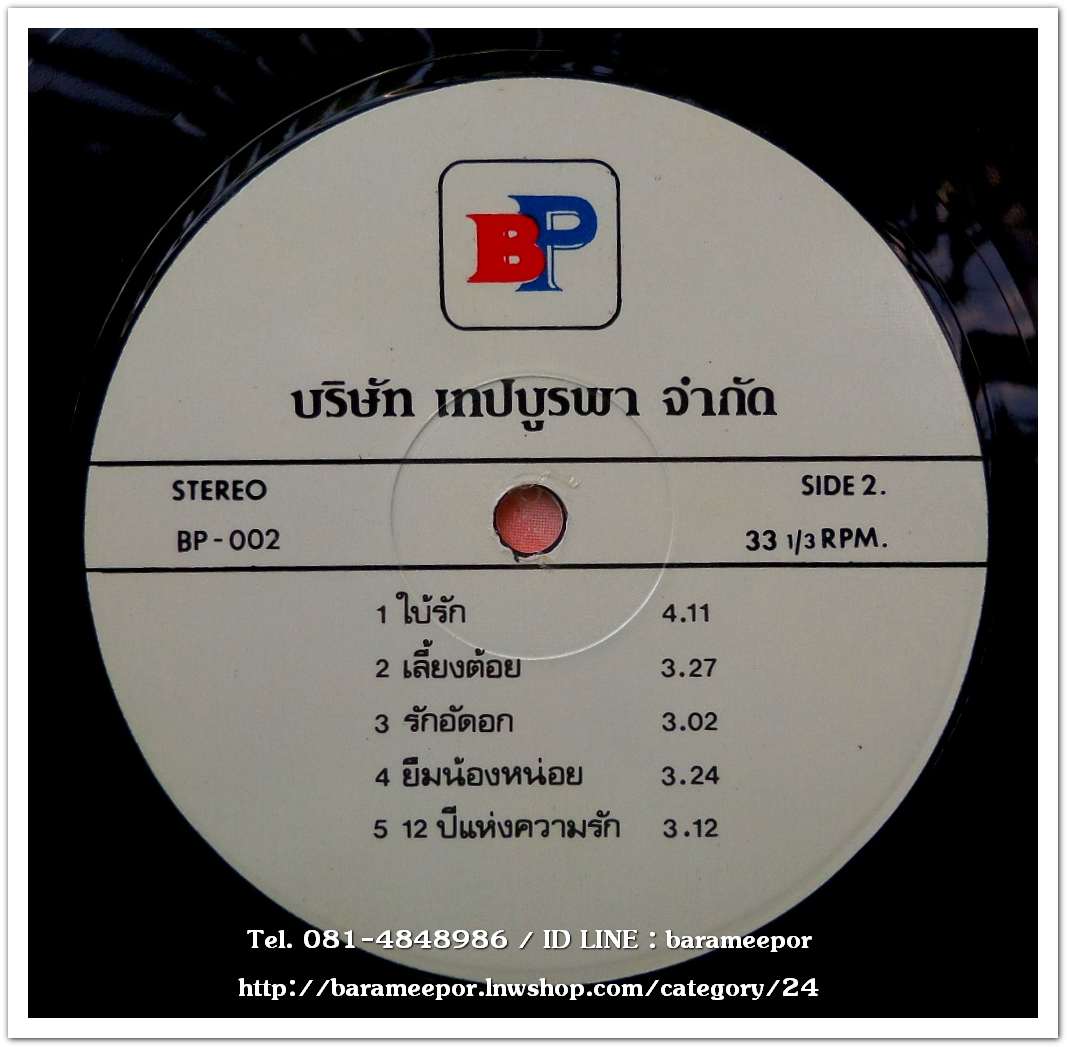 BP
บริษัท เทปบูรพา จำกัด
STEREO SIDE 2.
BP - 002 33 1/3 RPM.
1 ใบ้รัก 4.11
2 เลี้ยงต้อย 3.27
3 รักอัดอก 3.02
4 ยืมน้องหน่อย 3.24
5 12 ปีแห่งความรัก 3.12
Tel. 081-4848986 / ID LINE : barameepor
http://barameepor.lnwshop.com/category/24